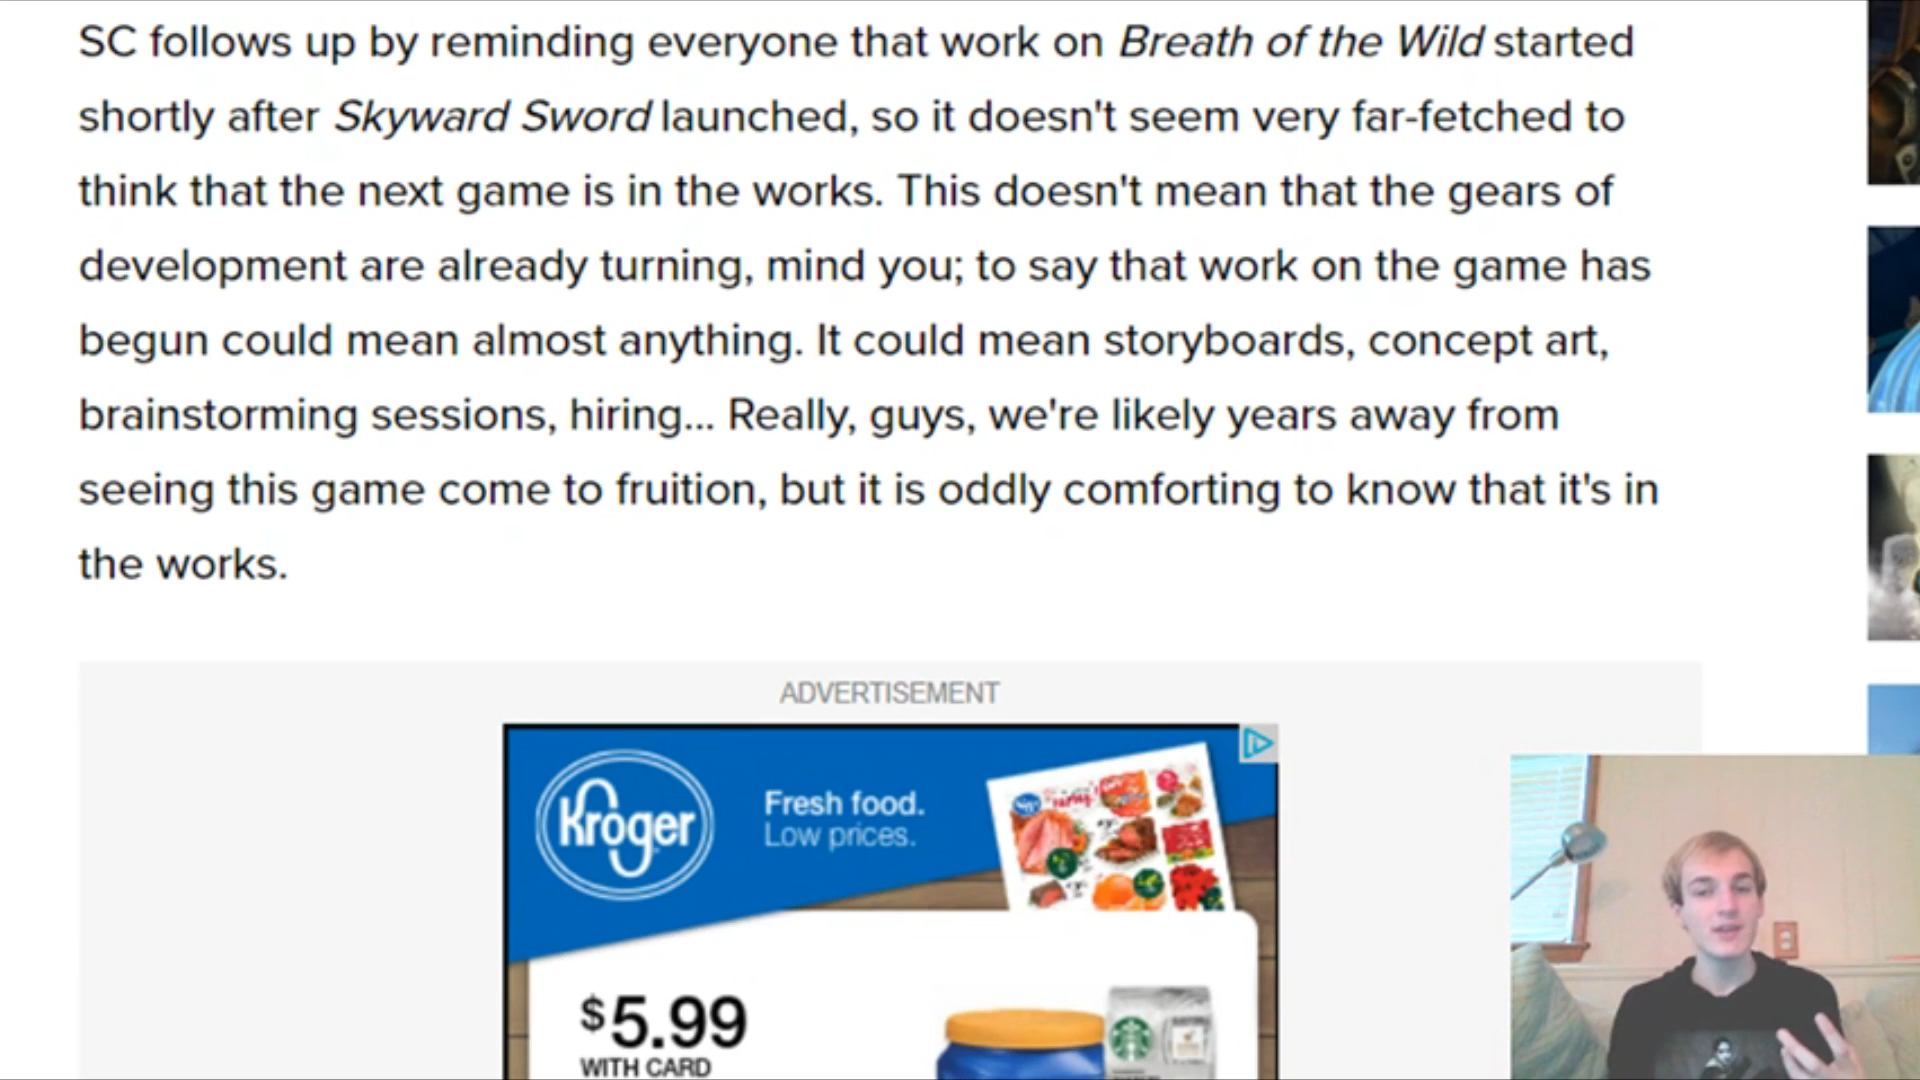 SC follows up by reminding everyone that work on Breath of the Wild started
shortly after Skyward Sword launched, so it doesn't seem very far-fetched to
think that the next game is in the works. This doesn't mean that the gears of
development are already turning, mind you; to say that work on the game has
begun could mean almost anything. It could mean storyboards, concept art,
brainstorming sessions, hiring... Really, guys, we're likely years away from
seeing this game come to fruition, but it is oddly comforting to know that it's in
the works.
ADVERTISEMENT
Kroger
Fresh food.
Low prices.
$5.99
WITH CARD